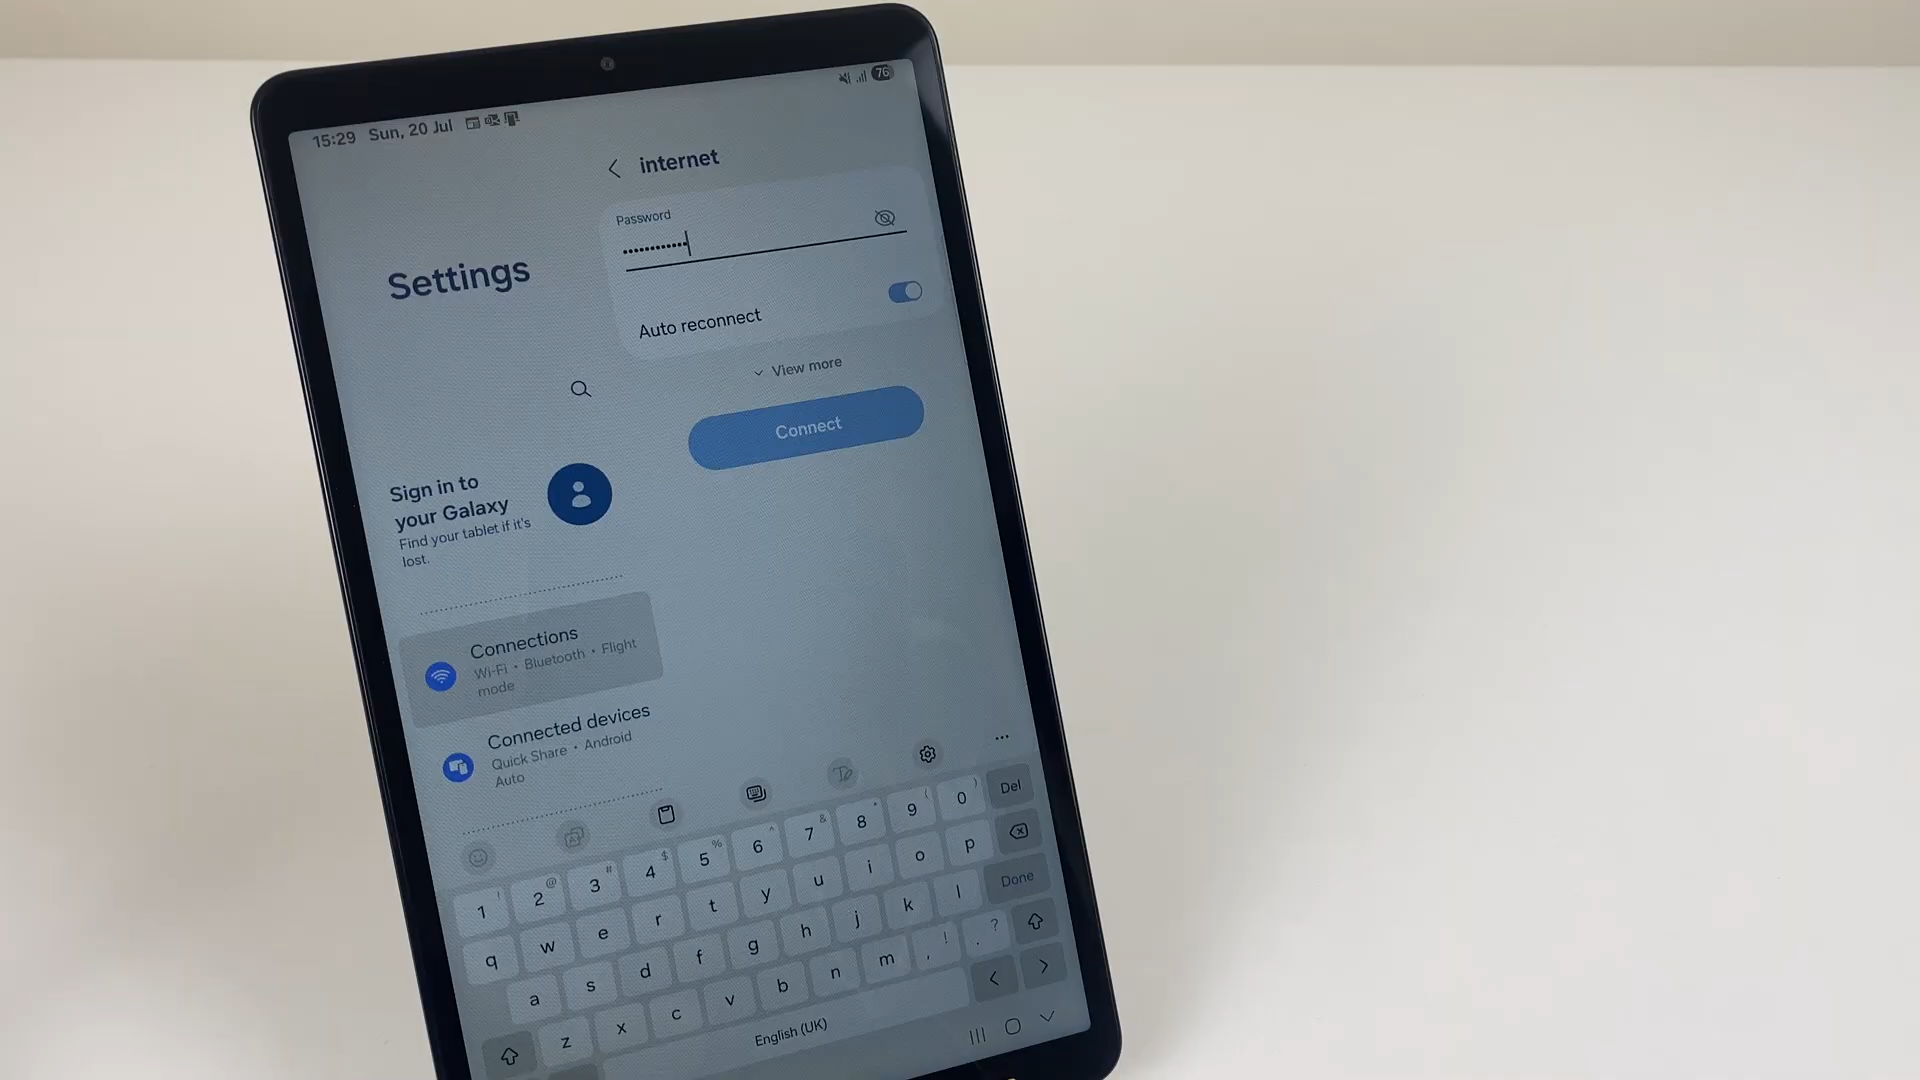 15:29 Sun, 20 Jul
76
internet
Password
••••••••••••
Settings
Auto reconnect
View more
Connect
Sign in to
your Galaxy
Find your tablet if it's
lost.
Connections
Wi-Fi • Bluetooth • Flight
mode
Connected devices
Quick Share • Android
Auto
1 ! 2 @ 3 # 4 $ 5 % 6 ^ 7 & 8 * 9 ( 0 ) Del
q w e r t y u i o p
a s d f g h j k l Done
z x c v b n m , ! . ?
English (UK) < >